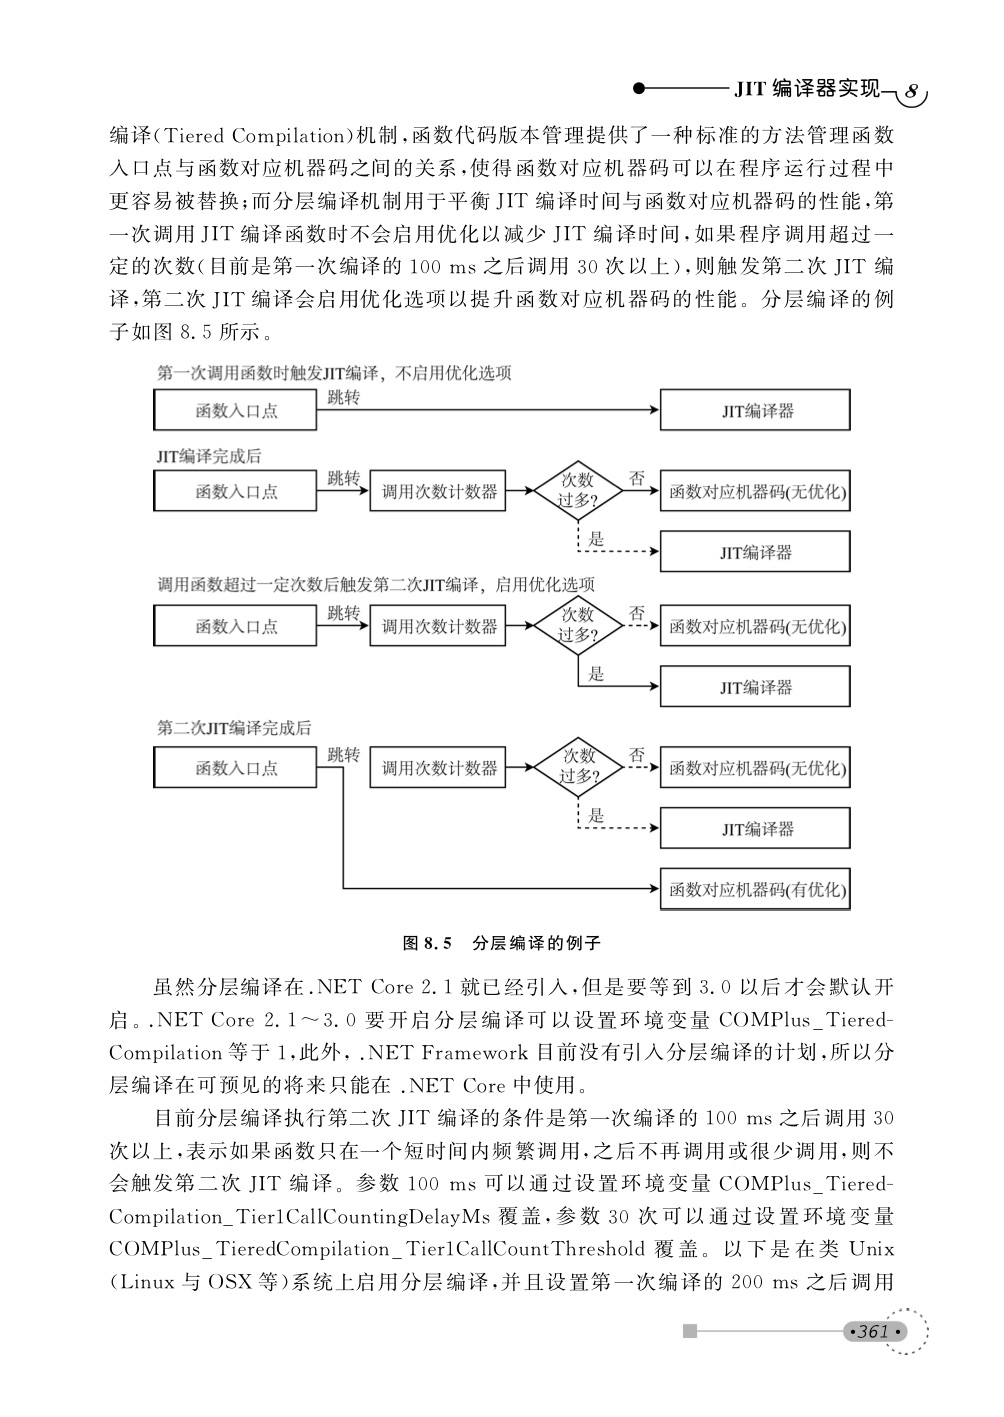 JIT 编译器实现 8
编译(Tiered Compilation)机制,函数代码版本管理提供了一种标准的方法管理函数
入口点与函数对应机器码之间的关系,使得函数对应机器码可以在程序运行过程中
更容易被替换;而分层编译机制用于平衡 JIT 编译时间与函数对应机器码的性能,第
一次调用 JIT 编译函数时不会启用优化以减少 JIT 编译时间,如果程序调用超过一
定的次数(目前是第一次编译的 100 ms 之后调用 30 次以上),则触发第二次 JIT 编
译,第二次 JIT 编译会启用优化选项以提升函数对应机器码的性能。分层编译的例
子如图 8.5 所示。
第一次调用函数时触发JIT编译，不启用优化选项
函数入口点 跳转 JIT编译器
JIT编译完成后
函数入口点 跳转 调用次数计数器 次数 否 函数对应机器码(无优化)
过多?
是 JIT编译器
调用函数超过一定次数后触发第二次JIT编译，启用优化选项
函数入口点 跳转 调用次数计数器 次数 否 函数对应机器码(无优化)
过多?
是 JIT编译器
第二次JIT编译完成后
函数入口点 跳转 调用次数计数器 次数 否 函数对应机器码(无优化)
过多?
是 JIT编译器
函数对应机器码(有优化)
图 8.5 分层编译的例子
虽然分层编译在.NET Core 2.1 就已经引入,但是要等到 3.0 以后才会默认开
启。.NET Core 2.1～3.0 要开启分层编译可以设置环境变量 COMPlus_Tiered-
Compilation 等于 1,此外, .NET Framework 目前没有引入分层编译的计划,所以分
层编译在可预见的将来只能在 .NET Core 中使用。
目前分层编译执行第二次 JIT 编译的条件是第一次编译的 100 ms 之后调用 30
次以上,表示如果函数只在一个短时间内频繁调用,之后不再调用或很少调用,则不
会触发第二次 JIT 编译。参数 100 ms 可以通过设置环境变量 COMPlus_Tiered-
Compilation_Tier1CallCountingDelayMs 覆盖,参数 30 次可以通过设置环境变量
COMPlus_TieredCompilation_Tier1CallCountThreshold 覆盖。以下是在类 Unix
(Linux 与 OSX 等)系统上启用分层编译,并且设置第一次编译的 200 ms 之后调用
·361·